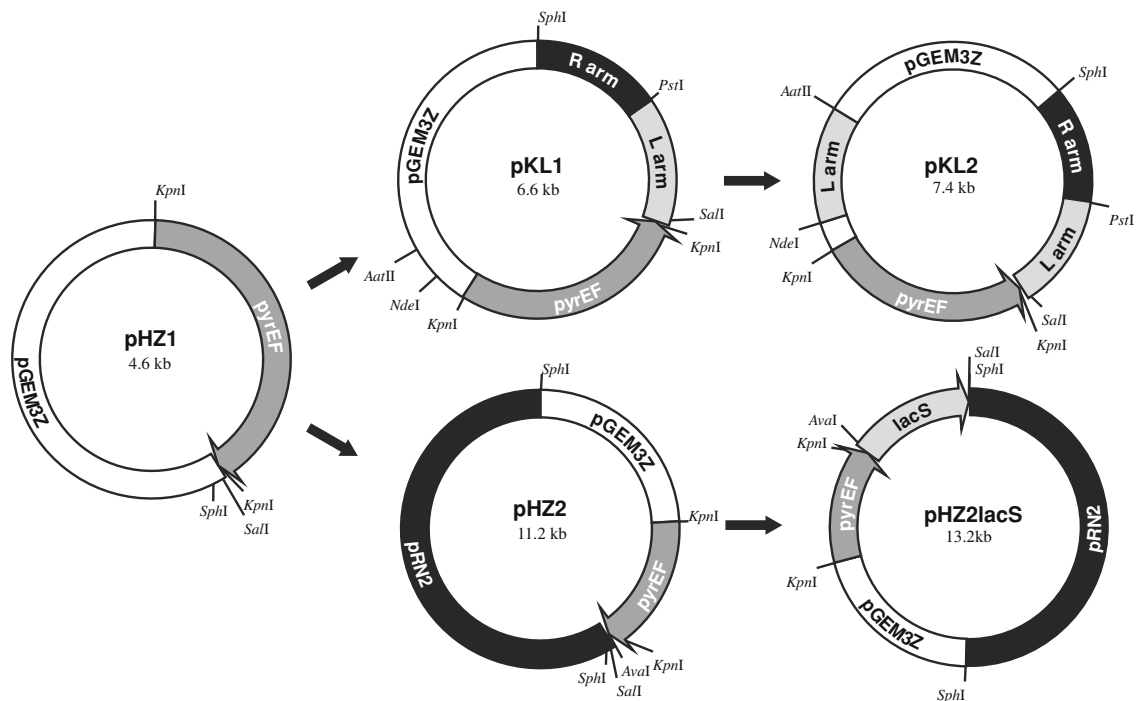 KpnI
pyrEF
pGEM3Z
pHZ1
4.6 kb
SphI
KpnI
SalI
SphI
R arm
PstI
L arm
SalI
KpnI
pyrEF
KpnI
NdeI
AatII
pGEM3Z
pKL1
6.6 kb
pGEM3Z
SphI
R arm
PstI
L arm
SalI
KpnI
pyrEF
KpnI
NdeI
L arm
AatII
pKL2
7.4 kb
SphI
pGEM3Z
KpnI
pyrEF
KpnI
AvaI
SalI
SphI
pRN2
pHZ2
11.2 kb
SalI
SphI
lacS
AvaI
KpnI
pyrEF
KpnI
pGEM3Z
SphI
pRN2
pHZ2lacS
13.2kb